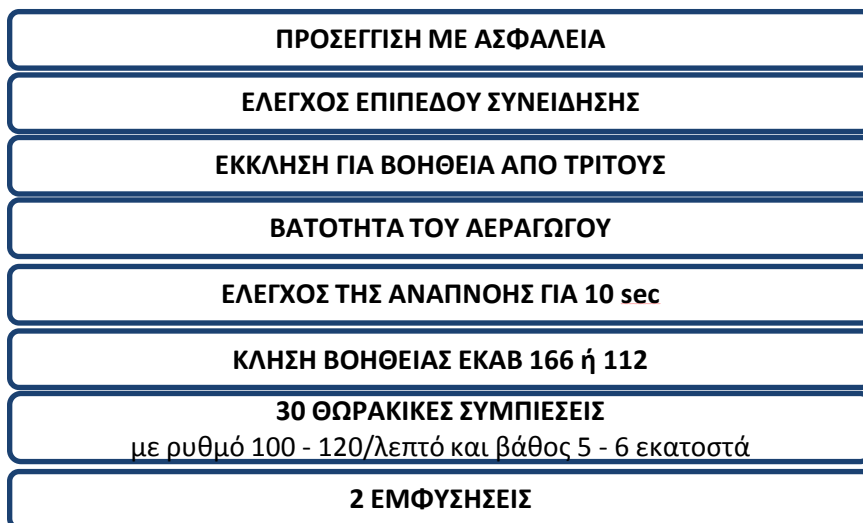 ΠΡΟΣΕΓΓΙΣΗ ΜΕ ΑΣΦΑΛΕΙΑ
ΕΛΕΓΧΟΣ ΕΠΙΠΕΔΟΥ ΣΥΝΕΙΔΗΣΗΣ
ΕΚΚΛΗΣΗ ΓΙΑ ΒΟΗΘΕΙΑ ΑΠΟ ΤΡΙΤΟΥΣ
ΒΑΤΟΤΗΤΑ ΤΟΥ ΑΕΡΑΓΩΓΟΥ
ΕΛΕΓΧΟΣ ΤΗΣ ΑΝΑΠΝΟΗΣ ΓΙΑ 10 sec
ΚΛΗΣΗ ΒΟΗΘΕΙΑΣ ΕΚΑΒ 166 ή 112
30 ΘΩΡΑΚΙΚΕΣ ΣΥΜΠΙΕΣΕΙΣ
με ρυθμό 100 - 120/λεπτό και βάθος 5 - 6 εκατοστά
2 ΕΜΦΥΣΗΣΕΙΣ